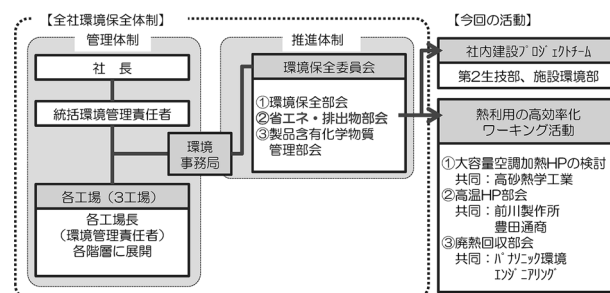 【全社環境保全体制】
管理体制
社　長
統括環境管理責任者
各工場（3工場）
各工場長
（環境管理責任者）
各階層に展開
環境
事務局
推進体制
環境保全委員会
①環境保全部会
②省エネ・排出物部会
③製品含有化学物質
管理部会
【今回の活動】
社内建設ﾌﾟﾛｼﾞｪｸﾄﾁｰﾑ
第2生技部、施設環境部
熱利用の高効率化
ワーキング活動
①大容量空調加熱HPの検討
共同：高砂熱学工業
②高温HP部会
共同：前川製作所
豊田通商
③廃熱回収部会
共同：ﾊﾟﾅｿﾆｯｸ環境
ｴﾝｼﾞﾆｱﾘﾝｸﾞ